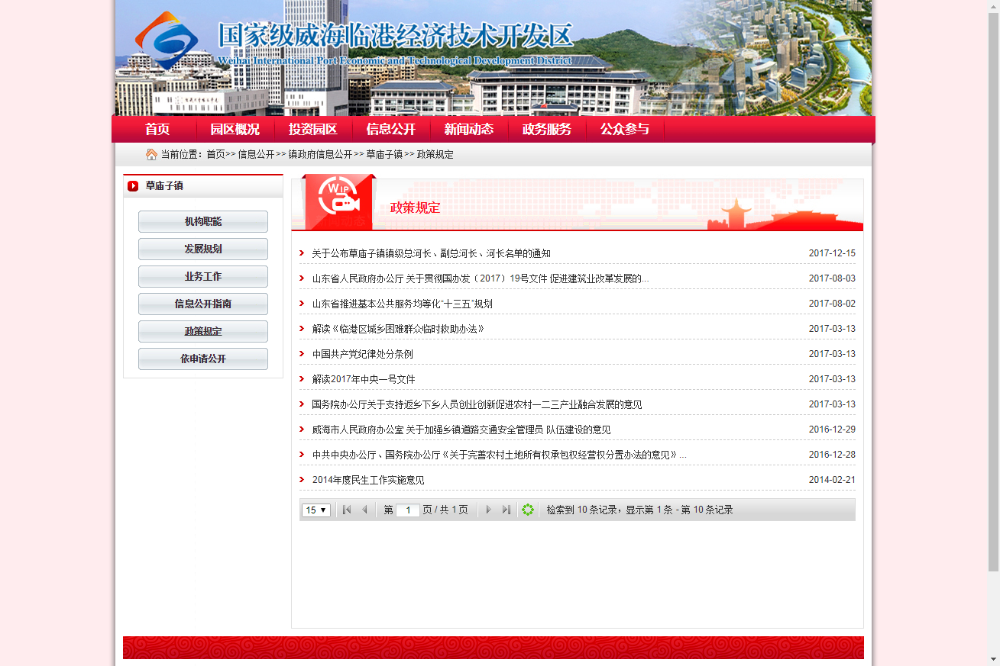 国家级威海临港经济技术开发区
Weihai International Port Economic and Technological Development District
首页 园区概况 投资园区 信息公开 新闻动态 政务服务 公众参与
当前位置：首页>> 信息公开>> 镇政府信息公开>> 草庙子镇>> 政策规定
草庙子镇
机构职能
发展规划
业务工作
信息公开指南
政策规定
依申请公开
WIP
政策规定
关于公布草庙子镇镇级总河长、副总河长、河长名单的通知 2017-12-15
山东省人民政府办公厅 关于贯彻国办发（2017）19号文件 促进建筑业改革发展的... 2017-08-03
山东省推进基本公共服务均等化“十三五”规划 2017-08-02
解读《临港区城乡困难群众临时救助办法》 2017-03-13
中国共产党纪律处分条例 2017-03-13
解读2017年中央一号文件 2017-03-13
国务院办公厅关于支持返乡下乡人员创业创新促进农村一二三产业融合发展的意见 2017-03-13
威海市人民政府办公室 关于加强乡镇道路交通安全管理员 队伍建设的意见 2016-12-29
中共中央办公厅、国务院办公厅《关于完善农村土地所有权承包权经营权分置办法的意见》... 2016-12-28
2014年度民生工作实施意见 2014-02-21
15 第 1 页 / 共 1 页 检索到 10 条记录，显示第 1 条 - 第 10 条记录